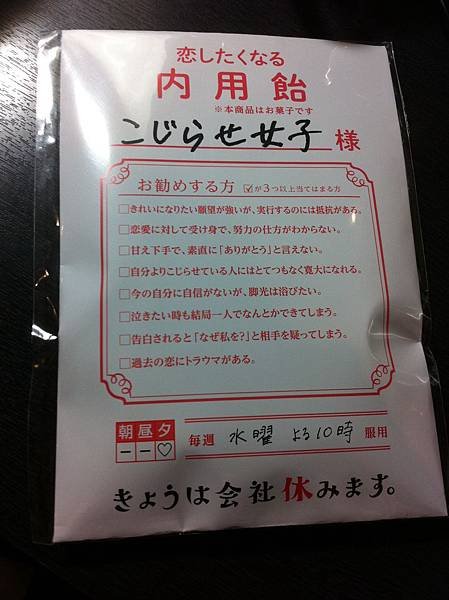 恋したくなる
内用飴
※本商品はお菓子です
こじらせ女子 様
お勧めする方 ☑が3つ以上当てはまる方
□きれいになりたい願望が強いが、実行するのには抵抗がある。
□恋愛に対して受け身で、努力の仕方がわからない。
□甘え下手で、素直に「ありがとう」と言えない。
□自分よりこじらせている人にはとてつもなく寛大になれる。
□今の自分に自信がないが、脚光は浴びたい。
□泣きたい時も結局一人でなんとかできてしまう。
□告白されると「なぜ私を?」と相手を疑ってしまう。
□過去の恋にトラウマがある。
朝昼夕
ーー♡
毎週 水曜 よる10時 服用
きょうは会社休みます。